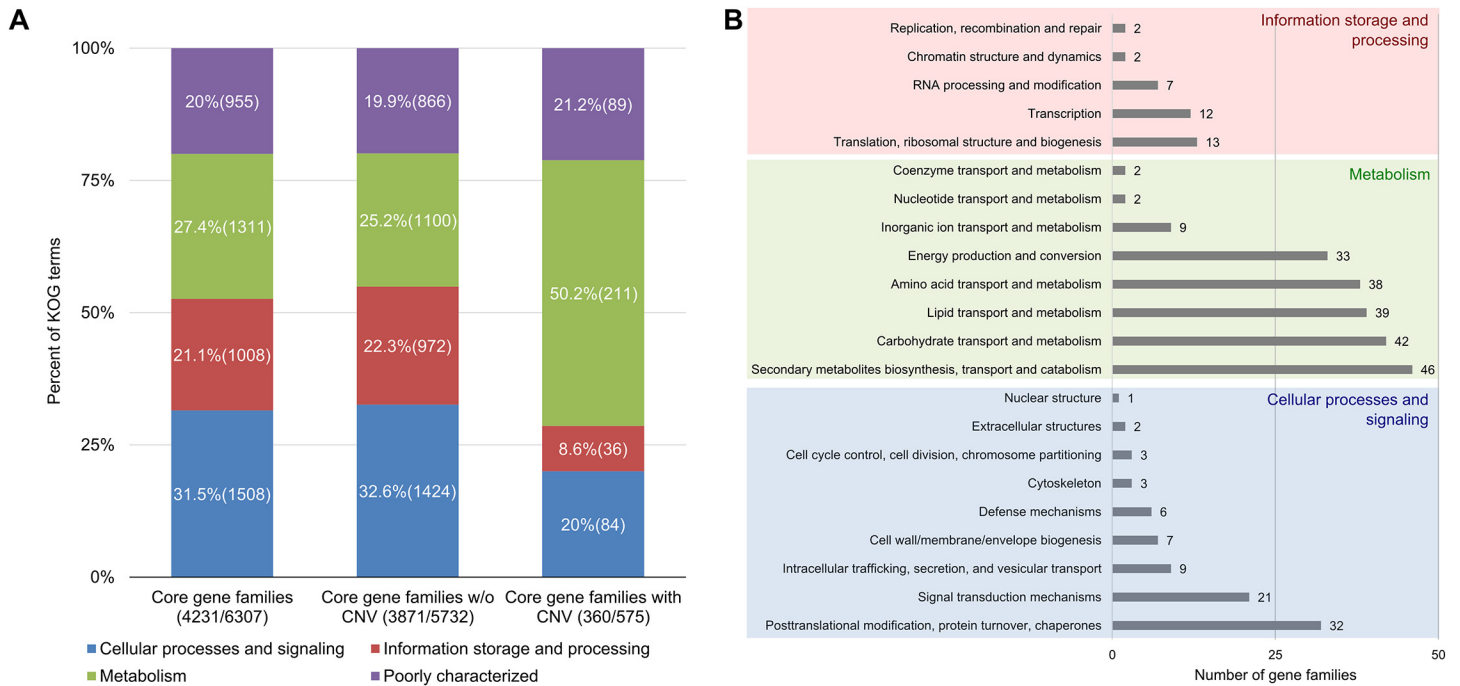 A
100%
75%
50%
25%
0%
Percent of KOG terms
20%(955)
27.4%(1311)
21.1%(1008)
31.5%(1508)
19.9%(866)
25.2%(1100)
22.3%(972)
32.6%(1424)
21.2%(89)
50.2%(211)
8.6%(36)
20%(84)
Core gene families
(4231/6307)
Core gene families w/o
CNV (3871/5732)
Core gene families with
CNV (360/575)
Cellular processes and signaling
Information storage and processing
Metabolism
Poorly characterized
B
Information storage and
processing
Replication, recombination and repair 2
Chromatin structure and dynamics 2
RNA processing and modification 7
Transcription 12
Translation, ribosomal structure and biogenesis 13
Metabolism
Coenzyme transport and metabolism 2
Nucleotide transport and metabolism 2
Inorganic ion transport and metabolism 9
Energy production and conversion 33
Amino acid transport and metabolism 38
Lipid transport and metabolism 39
Carbohydrate transport and metabolism 42
Secondary metabolites biosynthesis, transport and catabolism 46
Cellular processes and
signaling
Nuclear structure 1
Extracellular structures 2
Cell cycle control, cell division, chromosome partitioning 3
Cytoskeleton 3
Defense mechanisms 6
Cell wall/membrane/envelope biogenesis 7
Intracellular trafficking, secretion, and vesicular transport 9
Signal transduction mechanisms 21
Posttranslational modification, protein turnover, chaperones 32
0 25 50
Number of gene families